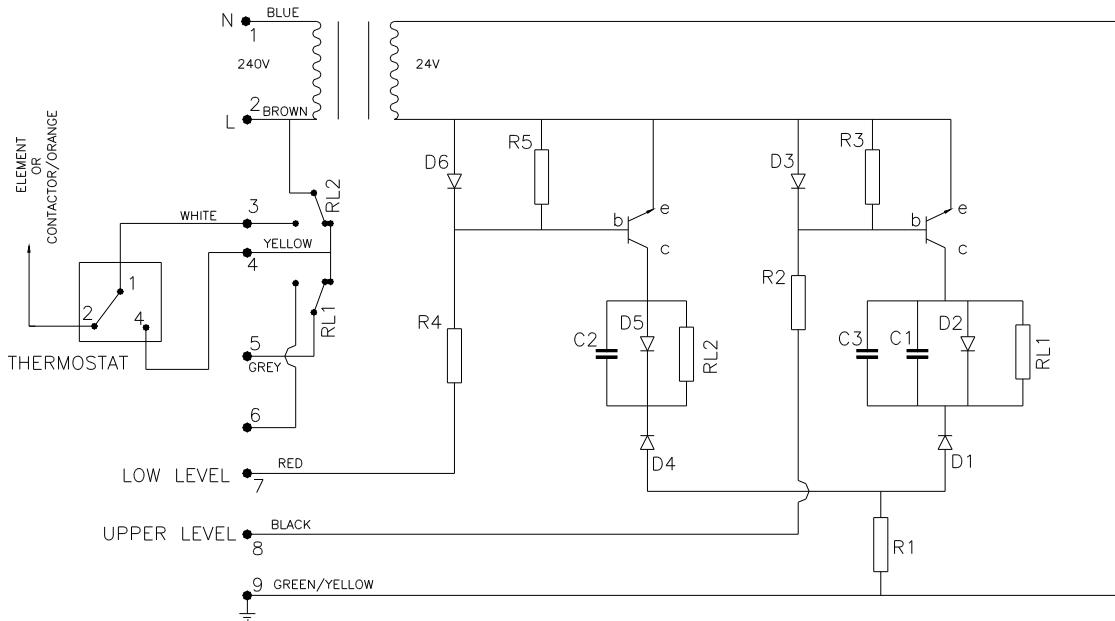 N
BLUE
1
240V
24V
2
BROWN
L
ELEMENT
OR
CONTACTOR/ORANGE
R5
D6
D3
R3
RL2
WHITE
3
b
e
c
b
e
c
YELLOW
4
1
2
4
THERMOSTAT
RL1
R4
R2
5
GREY
C2
D5
RL2
C3
C1
D2
RL1
6
D4
D1
LOW LEVEL
RED
7
UPPER LEVEL
BLACK
8
R1
9
GREEN/YELLOW